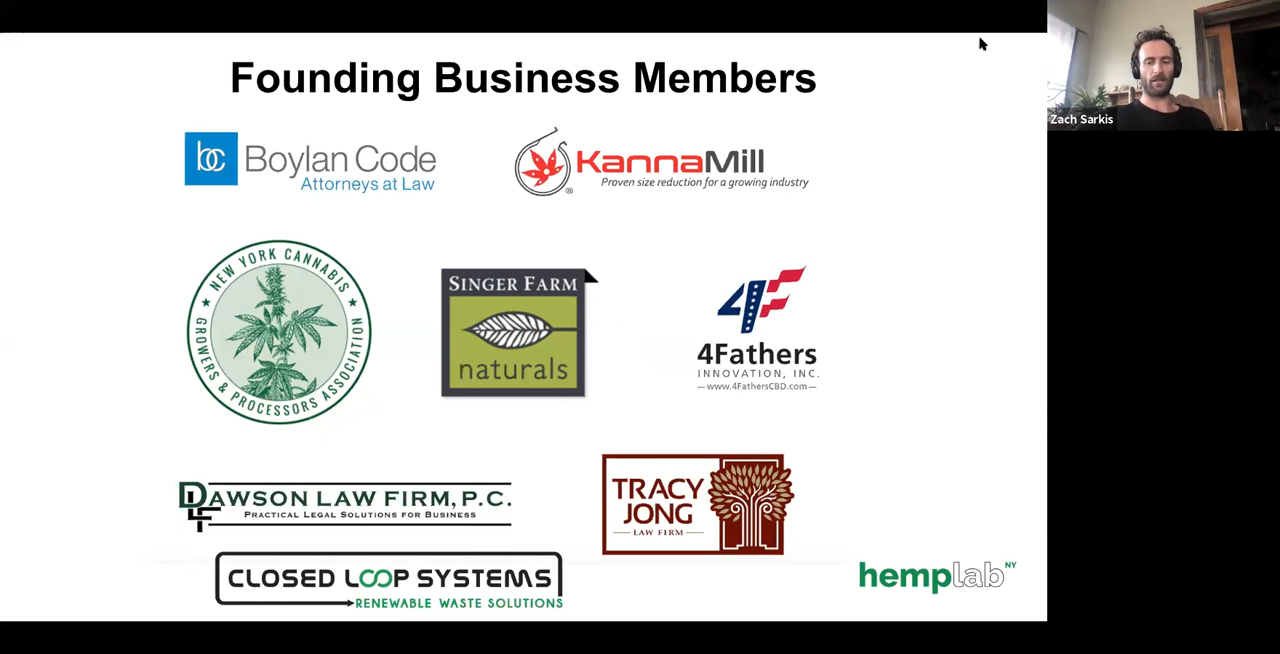 Founding Business Members
Zach Sarkis
bc Boylan Code
Attorneys at Law
KannaMill
®
Proven size reduction for a growing industry
NEW YORK CANNABIS
GROWERS & PROCESSORS ASSOCIATION
SINGER FARM
naturals
4F
4Fathers
INNOVATION, INC.
—www.4FathersCBD.com—
DAWSON LAW FIRM, P.C.
PRACTICAL LEGAL SOLUTIONS FOR BUSINESS
TRACY
JONG
LAW FIRM
CLOSED LOOP SYSTEMS
RENEWABLE WASTE SOLUTIONS
hemplab NY